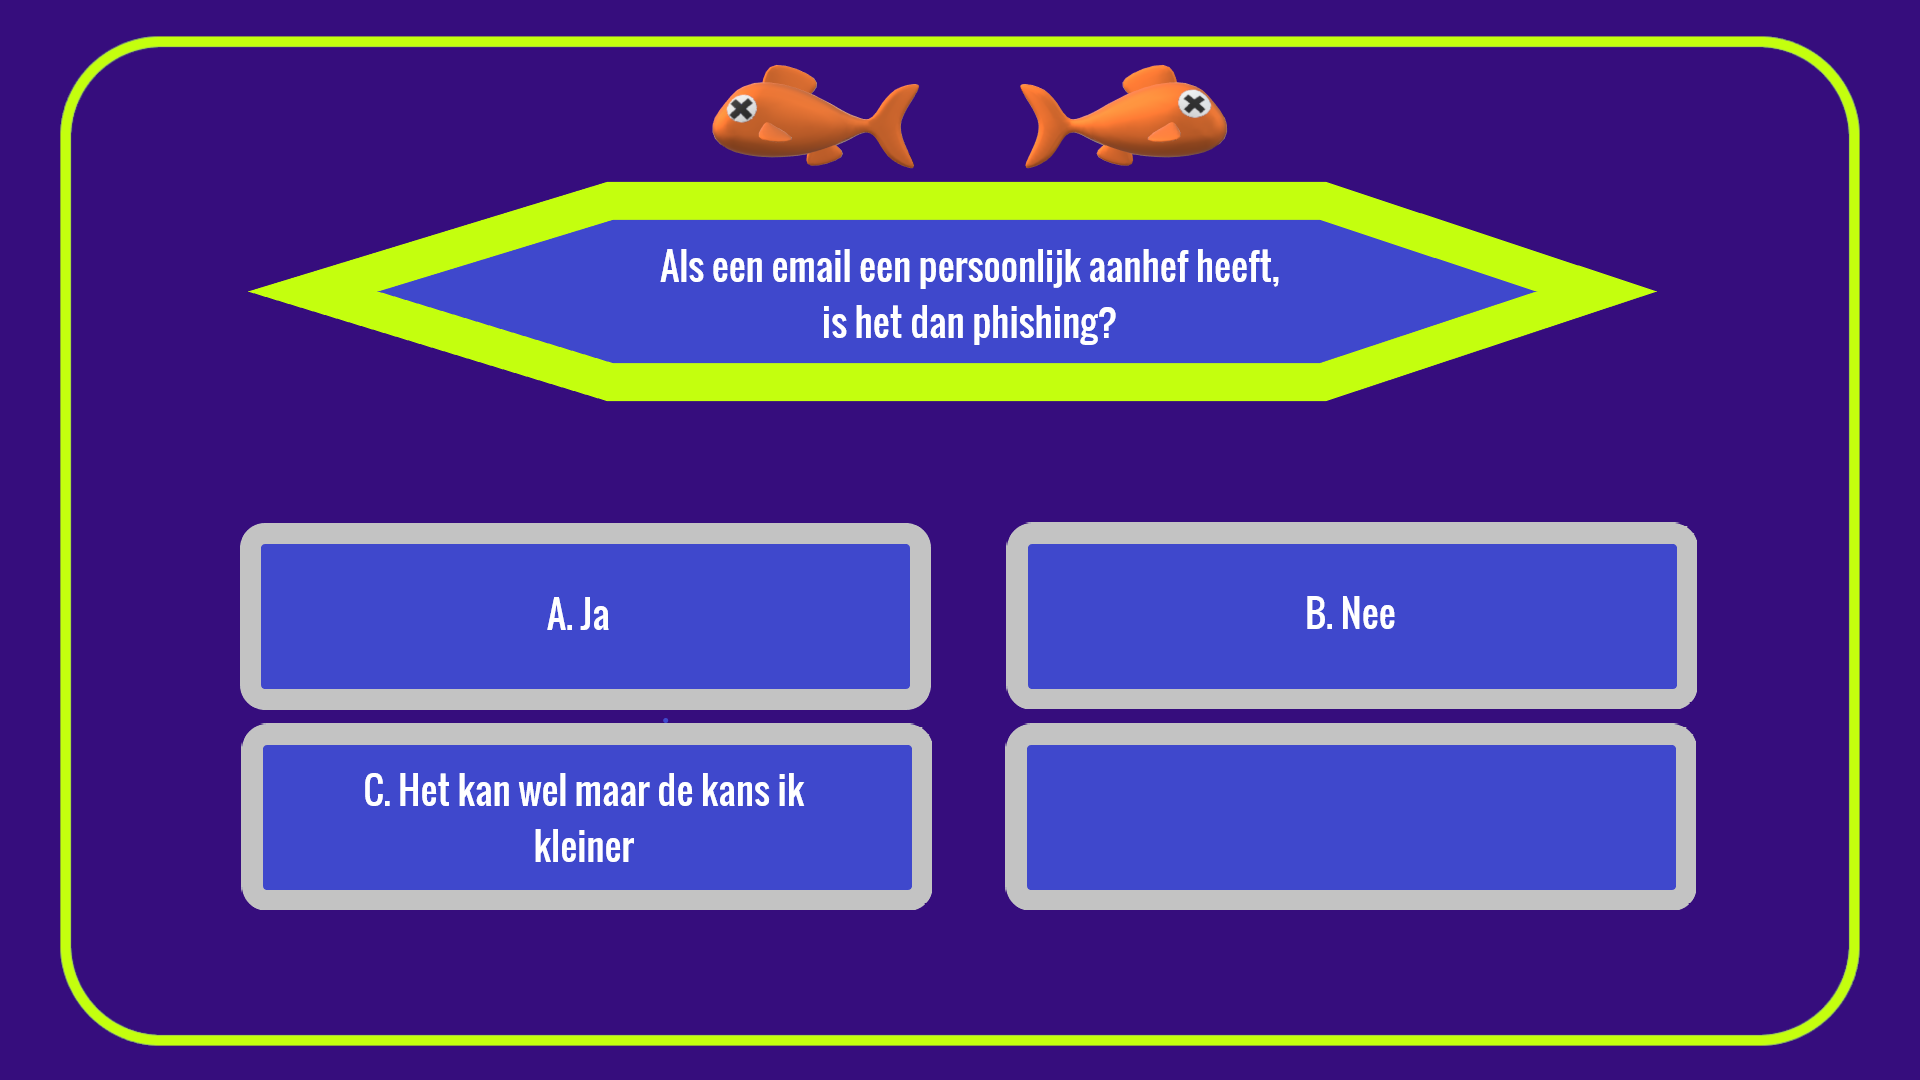 Als een email een persoonlijk aanhef heeft,
is het dan phishing?
A. Ja
B. Nee
C. Het kan wel maar de kans ik
kleiner